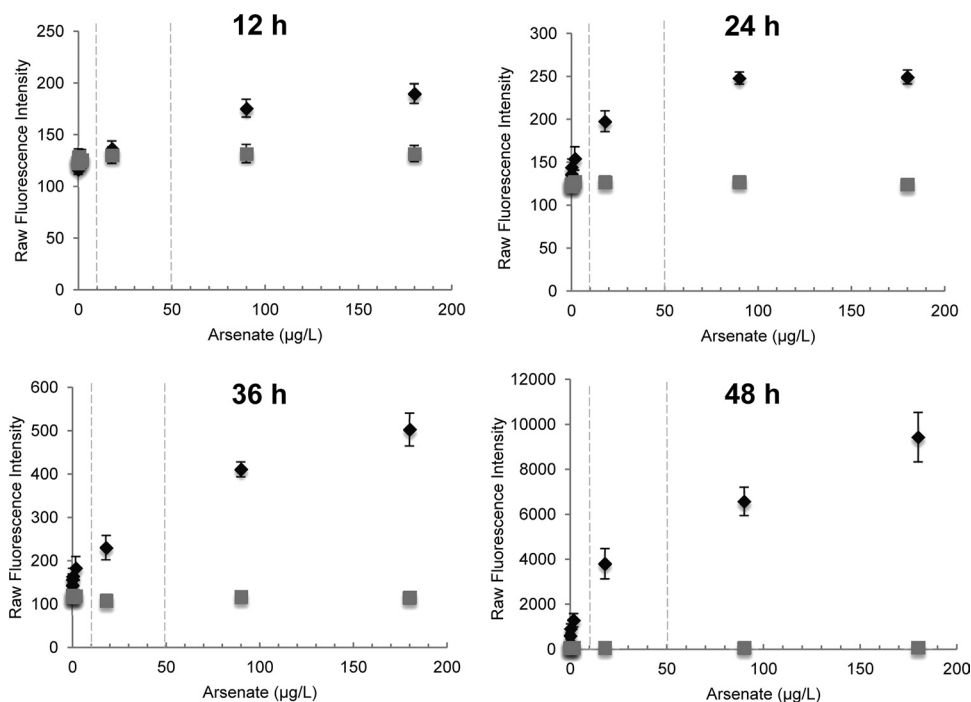 12 h
Raw Fluorescence Intensity
250
200
150
100
50
0
0 50 100 150 200
Arsenate (µg/L)
24 h
Raw Fluorescence Intensity
300
250
200
150
100
50
0
0 50 100 150 200
Arsenate (µg/L)
36 h
Raw Fluorescence Intensity
600
500
400
300
200
100
0
0 50 100 150 200
Arsenate (µg/L)
48 h
Raw Fluorescence Intensity
12000
10000
8000
6000
4000
2000
0
0 50 100 150 200
Arsenate (µg/L)